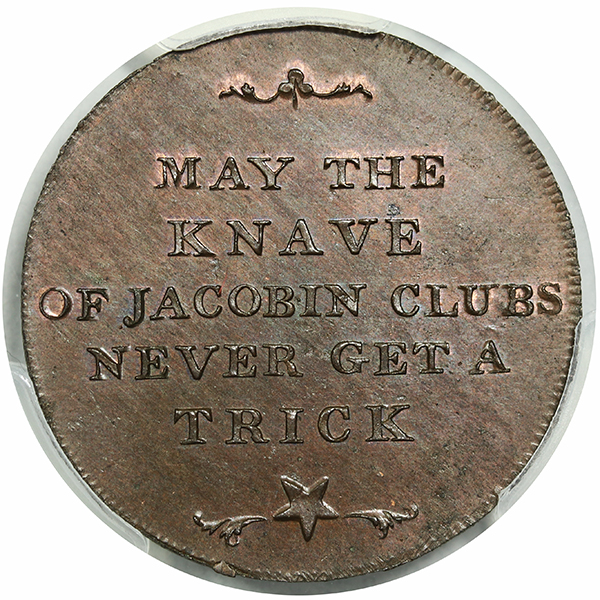 MAY THE
KNAVE
OF JACOBIN CLUBS
NEVER GET A
TRICK